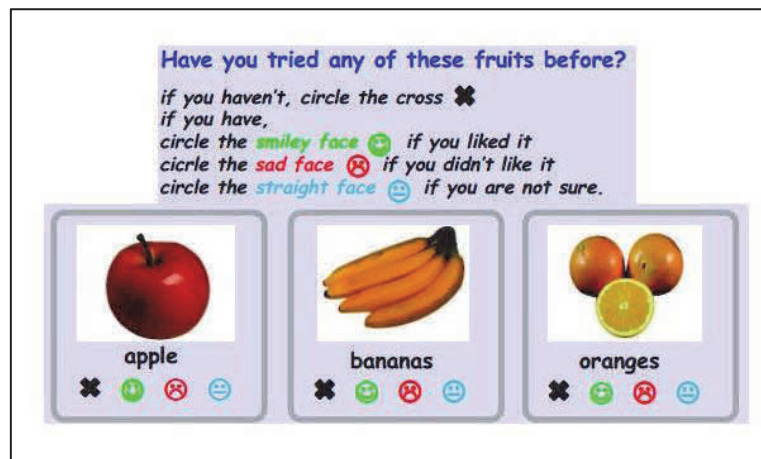 Have you tried any of these fruits before?
if you haven't, circle the cross
if you have,
circle the smiley face if you liked it
cicrle the sad face if you didn't like it
circle the straight face if you are not sure.
apple
bananas
oranges